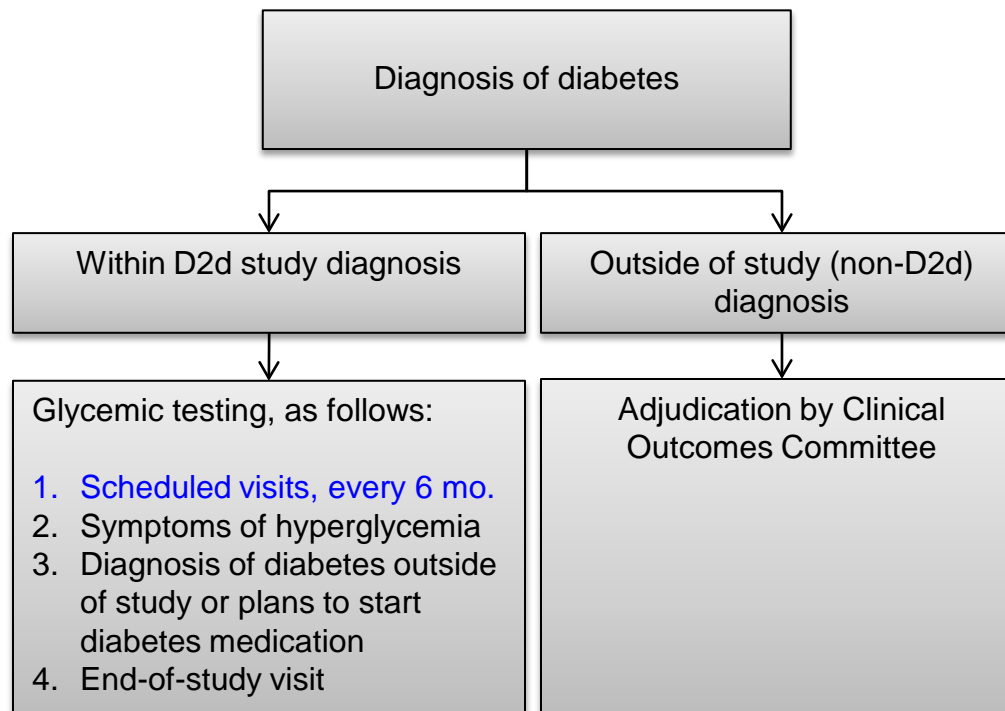 Diagnosis of diabetes
Within D2d study diagnosis
Outside of study (non-D2d)
diagnosis
Glycemic testing, as follows:
1. Scheduled visits, every 6 mo.
2. Symptoms of hyperglycemia
3. Diagnosis of diabetes outside
of study or plans to start
diabetes medication
4. End-of-study visit
Adjudication by Clinical
Outcomes Committee